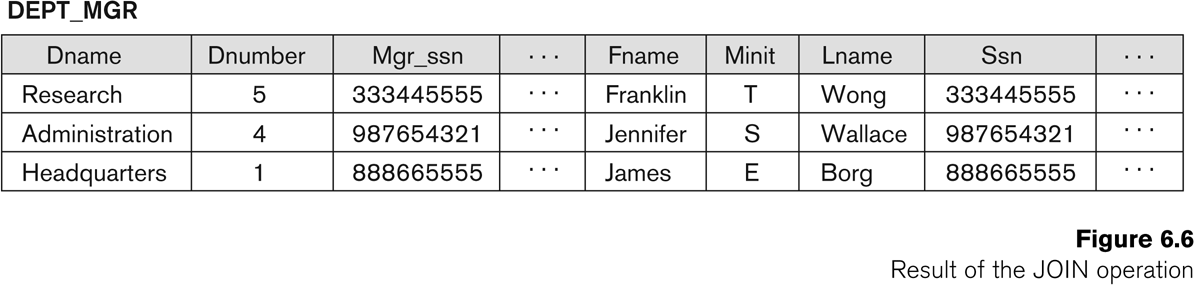 DEPT_MGR
Dname Dnumber Mgr_ssn ··· Fname Minit Lname Ssn ···
Research 5 333445555 ··· Franklin T Wong 333445555 ···
Administration 4 987654321 ··· Jennifer S Wallace 987654321 ···
Headquarters 1 888665555 ··· James E Borg 888665555 ···
Figure 6.6
Result of the JOIN operation